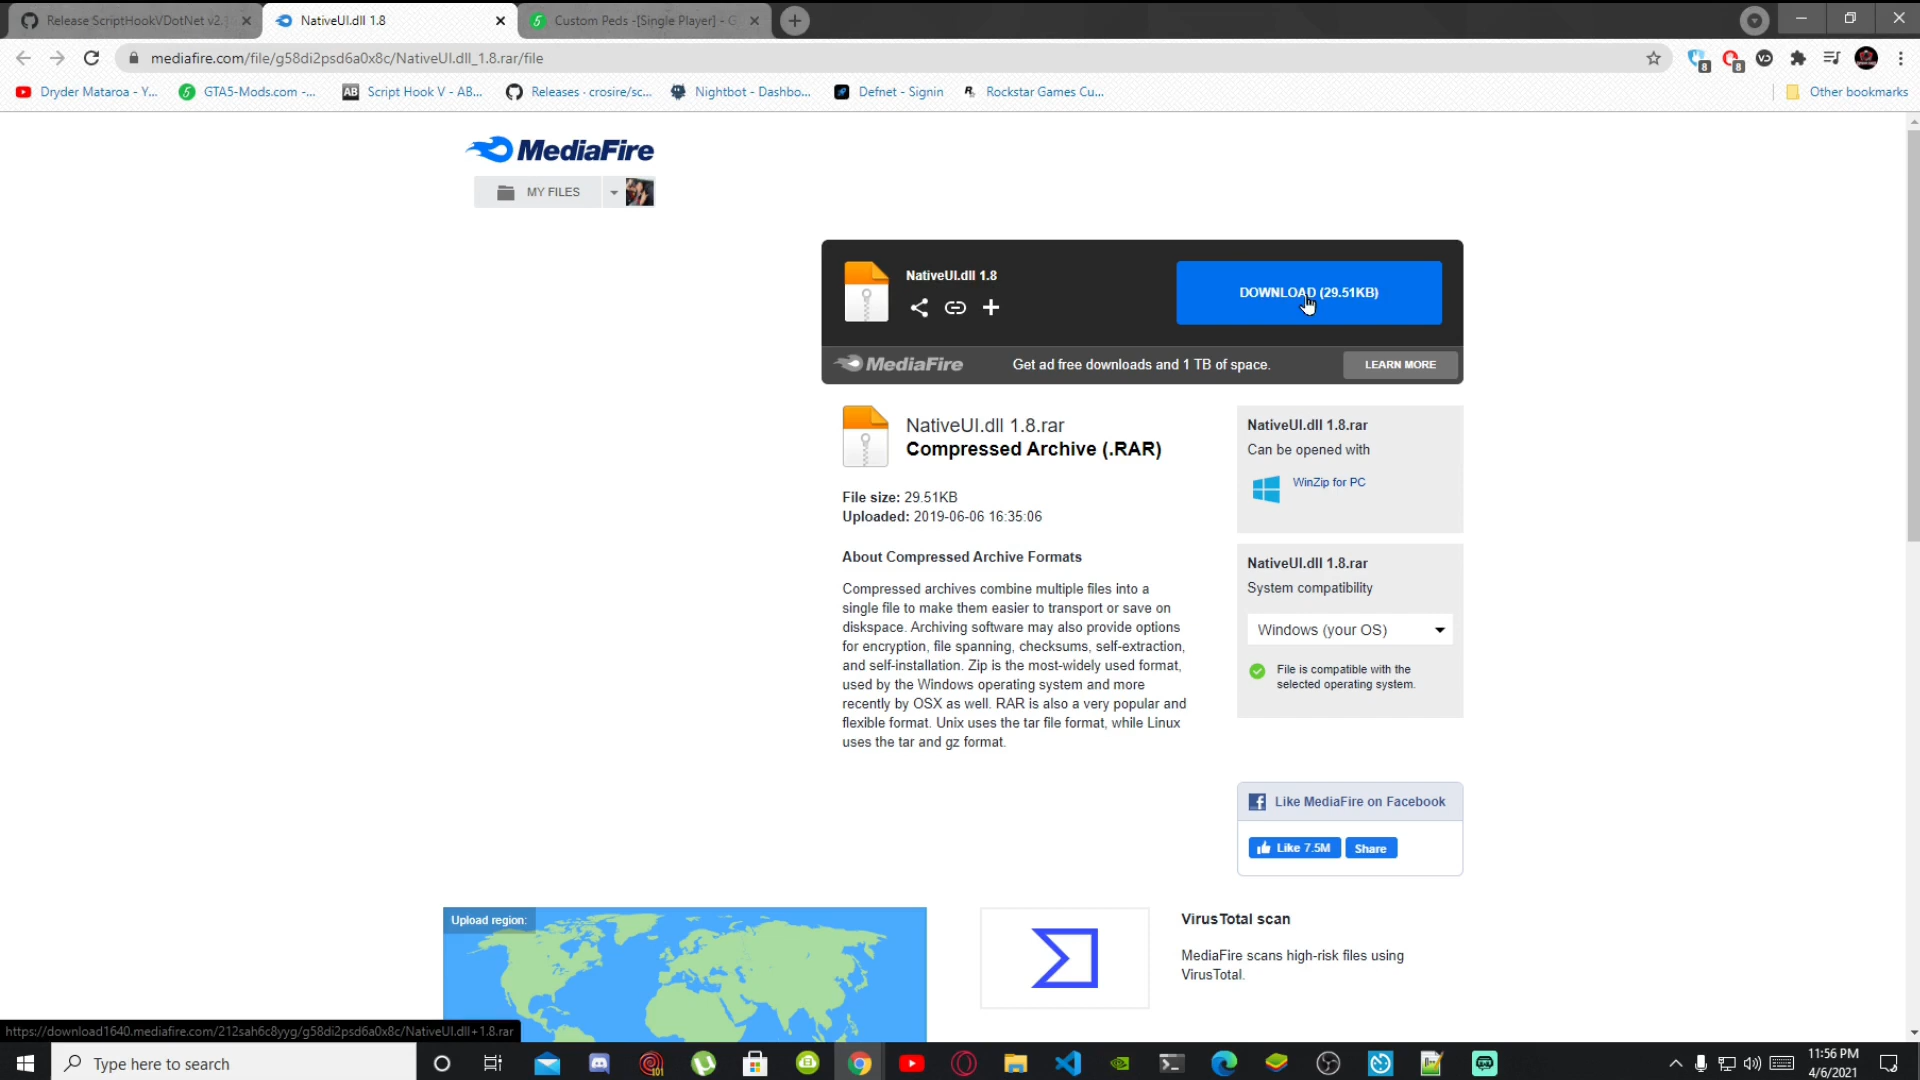 Release ScriptHookVDotNet v2.1
NativeUI.dll 1.8
Custom Peds -[Single Player] - G
mediafire.com/file/g58di2psd6a0x8c/NativeUI.dll_1.8.rar/file
8
8
Dryder Mataroa - Y...
GTA5-Mods.com -...
AB
Script Hook V - AB...
Releases · crosire/sc...
Nightbot - Dashbo...
Defnet - Signin
Rockstar Games Cu...
Other bookmarks
MediaFire
MY FILES
NativeUI.dll 1.8
DOWNLOAD (29.51KB)
MediaFire
Get ad free downloads and 1 TB of space.
LEARN MORE
NativeUI.dll 1.8.rar
Compressed Archive (.RAR)
File size: 29.51KB
Uploaded: 2019-06-06 16:35:06
About Compressed Archive Formats
Compressed archives combine multiple files into a
single file to make them easier to transport or save on
diskspace. Archiving software may also provide options
for encryption, file spanning, checksums, self-extraction,
and self-installation. Zip is the most-widely used format,
used by the Windows operating system and more
recently by OSX as well. RAR is also a very popular and
flexible format. Unix uses the tar file format, while Linux
uses the tar and gz format.
NativeUI.dll 1.8.rar
Can be opened with
WinZip for PC
NativeUI.dll 1.8.rar
System compatibility
Windows (your OS)
File is compatible with the
selected operating system.
Like MediaFire on Facebook
Like 7.5M
Share
Upload region:
VirusTotal scan
MediaFire scans high-risk files using
VirusTotal.
https://download1640.mediafire.com/212sah6c8yyg/g58di2psd6a0x8c/NativeUI.dll+1.8.rar
Type here to search
11:56 PM
4/6/2021